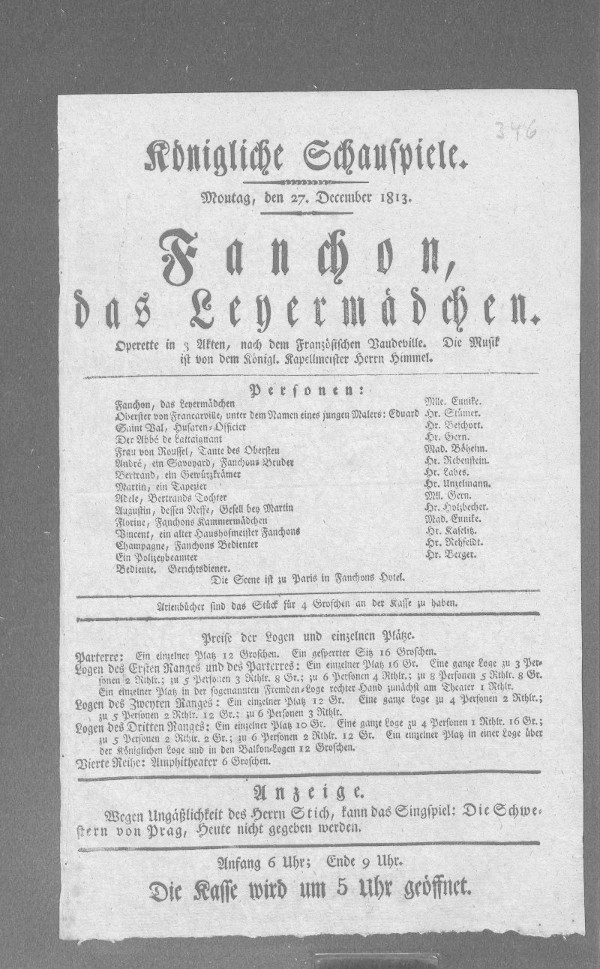 346
Königliche Schauspiele.
Montag, den 27. December 1813.
Fanchon,
das Leyermädchen.
Operette in 3 Akten, nach dem Französischen Vaudeville. Die Musik
ist von dem Königl. Kapellmeister Herrn Himmel.
Personen:
Fanchon, das Leyermädchen Mlle. Eunike.
Oberster von Francarville, unter dem Namen eines jungen Malers: Eduard Hr. Stümer.
Saint Val, Husaren-Officier Hr. Beschort.
Der Abbé de Lattaignant Hr. Gern.
Frau von Roussel, Tante des Obersten Mad. Böheim.
André, ein Savoyard, Fanchons Bruder Hr. Rebenstein.
Bertrand, ein Gewürzkrämer Hr. Labes.
Martin, ein Tapezier Hr. Unzelmann.
Adele, Bertrands Tochter Mll. Gern.
Augustin, dessen Neffe, Gesell bey Martin Hr. Holzbecher.
Florine, Fanchons Kammermädchen Mad. Eunike.
Vincent, ein alter Haushofmeister Fanchons Hr. Kaselitz.
Champagne, Fanchons Bedienter Hr. Rehfeldt.
Ein Polizeybeamter Hr. Berger.
Bediente. Gerichtsdiener.
Die Scene ist zu Paris in Fanchons Hotel.
Arienbücher sind das Stück für 4 Groschen an der Kasse zu haben.
Preise der Logen und einzelnen Plätze.
Parterre: Ein einzelner Platz 12 Groschen. Ein gesperrter Sitz 16 Groschen.
Logen des Ersten Ranges und des Parterres: Ein einzelner Platz 16 Gr. Eine ganze Loge zu 3 Per-
sonen 2 Rthlr.; zu 5 Personen 3 Rthlr. 8 Gr.; zu 6 Personen 4 Rthlr.; zu 8 Personen 5 Rthlr. 8 Gr.
Ein einzelner Platz in der sogenannten Fremden-Loge rechter Hand zunächst am Theater 1 Rthlr.
Logen des Zweyten Ranges: Ein einzelner Platz 12 Gr. Eine ganze Loge zu 4 Personen 2 Rthlr.;
zu 5 Personen 2 Rthlr. 12 Gr.; zu 6 Personen 3 Rthlr.
Logen des Dritten Ranges: Ein einzelner Platz 10 Gr. Eine ganze Loge zu 4 Personen 1 Rthlr. 16 Gr.;
zu 5 Personen 2 Rthlr. 2 Gr.; zu 6 Personen 2 Rthlr. 12 Gr. Ein einzelner Platz in einer Loge über
der Königlichen Loge und in den Balkon-Logen 12 Groschen.
Vierte Reihe: Amphitheater 6 Groschen.
Anzeige.
Wegen Unpäßlichkeit des Herrn Stich, kann das Singspiel: Die Schwe-
stern von Prag, Heute nicht gegeben werden.
Anfang 6 Uhr; Ende 9 Uhr.
Die Kasse wird um 5 Uhr geöffnet.